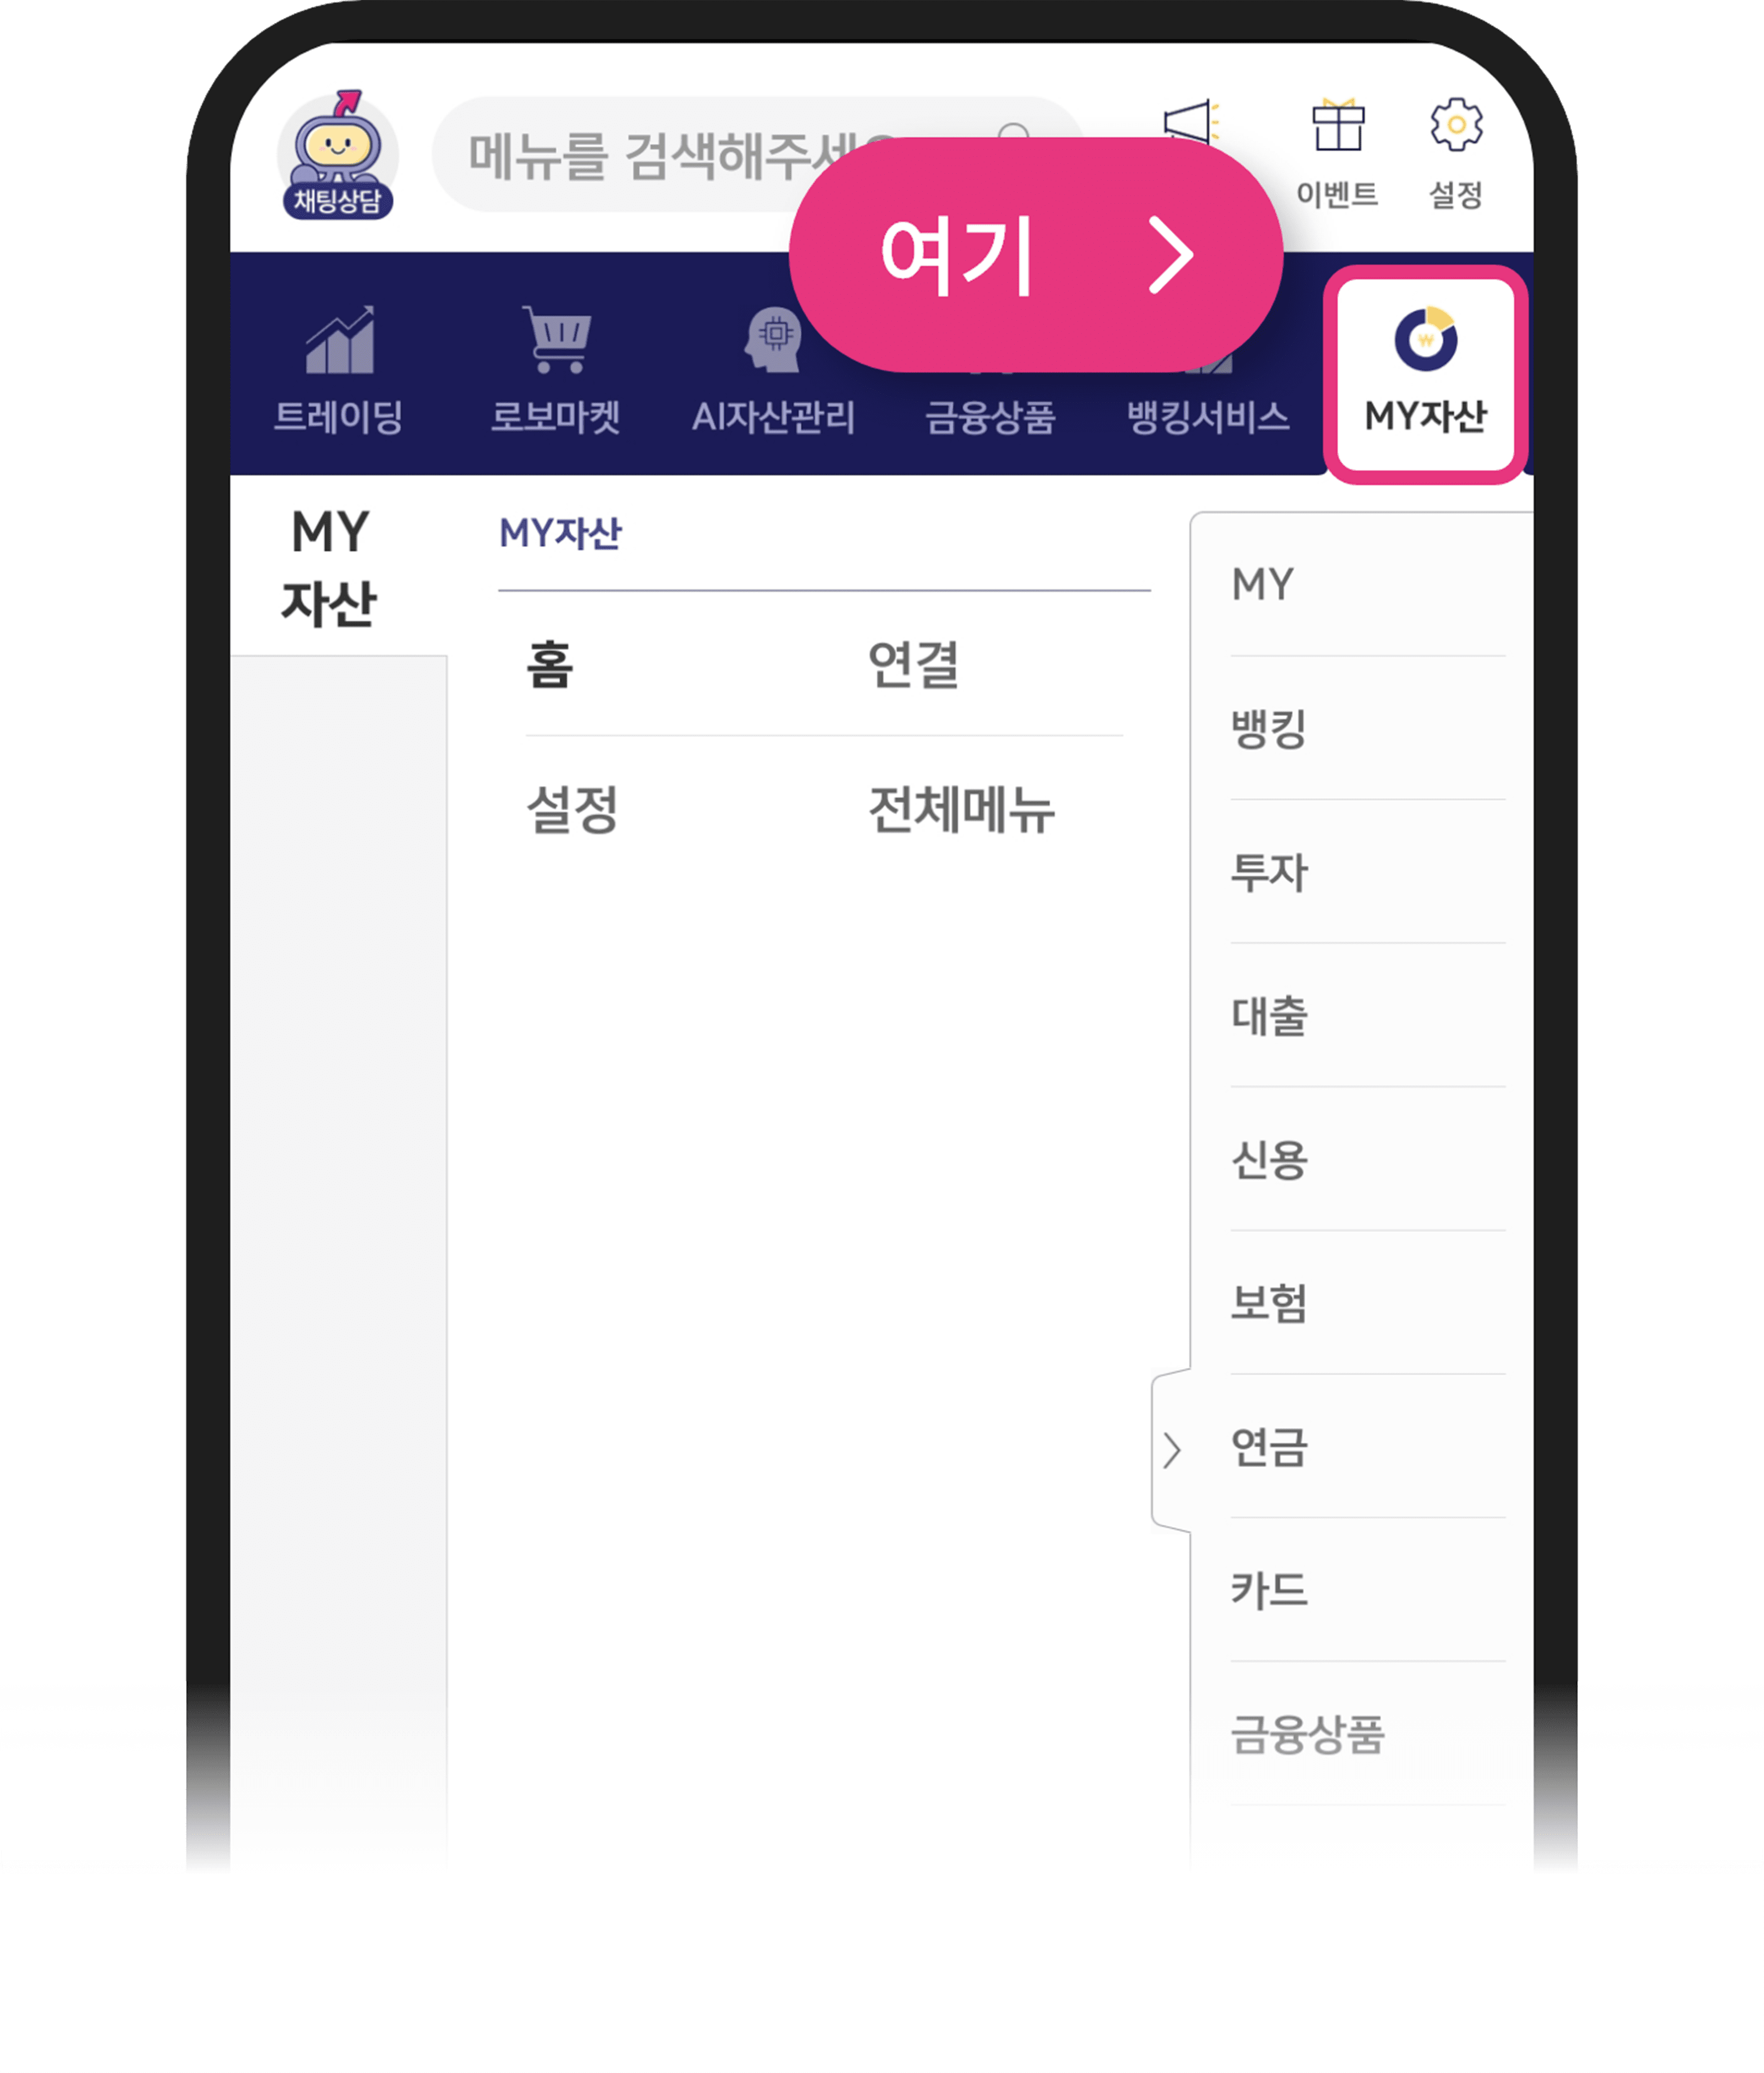 메뉴를 검색해주세
채팅상담
이벤트
설정
여기
트레이딩
로보마켓
AI자산관리
금융상품
뱅킹서비스
MY자산
MY
자산
MY자산
홈
연결
설정
전체메뉴
MY
뱅킹
투자
대출
신용
보험
연금
카드
금융상품